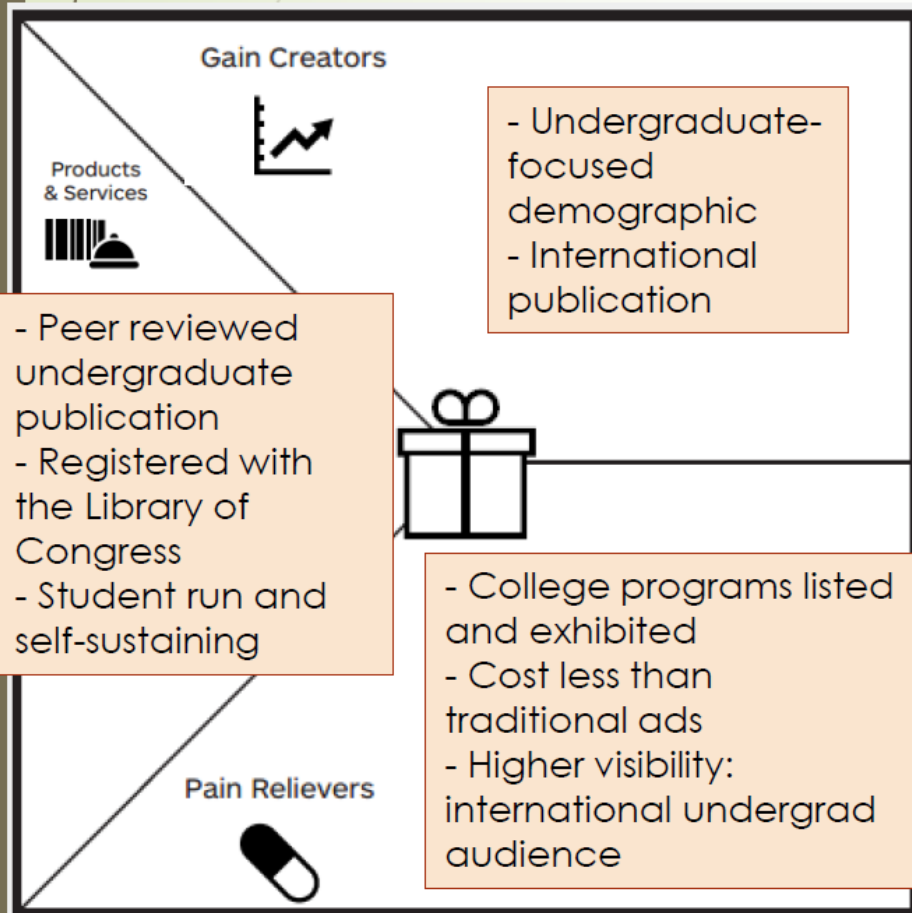 Gain Creators
- Undergraduate-
focused
demographic
- International
publication
Products
& Services
- Peer reviewed
undergraduate
publication
- Registered with
the Library of
Congress
- Student run and
self-sustaining
- College programs listed
and exhibited
- Cost less than
traditional ads
- Higher visibility:
international undergrad
audience
Pain Relievers